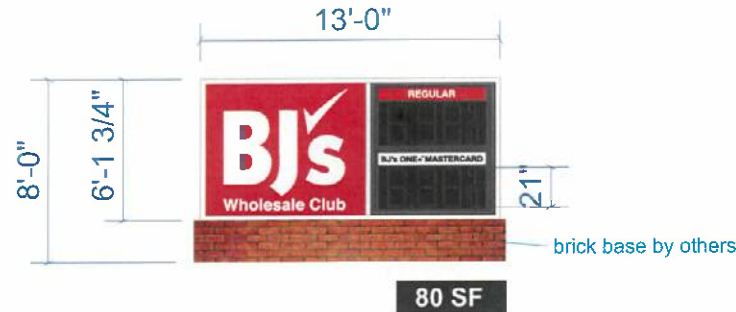 13'-0"
8'-0"
6'-1 3/4"
BJ's
Wholesale Club
REGULAR
BJ's ONE+™MASTERCARD
21"
brick base by others
80 SF